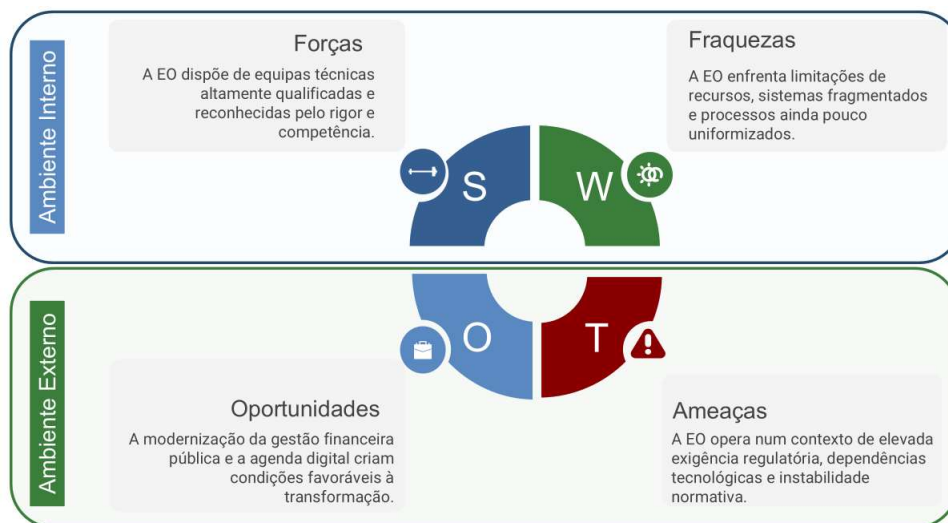 Ambiente Interno
Forças
A EO dispõe de equipas técnicas
altamente qualificadas e
reconhecidas pelo rigor e
competência.
Fraquezas
A EO enfrenta limitações de
recursos, sistemas fragmentados
e processos ainda pouco
uniformizados.
S
W
Ambiente Externo
O
T
Oportunidades
A modernização da gestão financeira
pública e a agenda digital criam
condições favoráveis à
transformação.
Ameaças
A EO opera num contexto de elevada
exigência regulatória, dependências
tecnológicas e instabilidade
normativa.